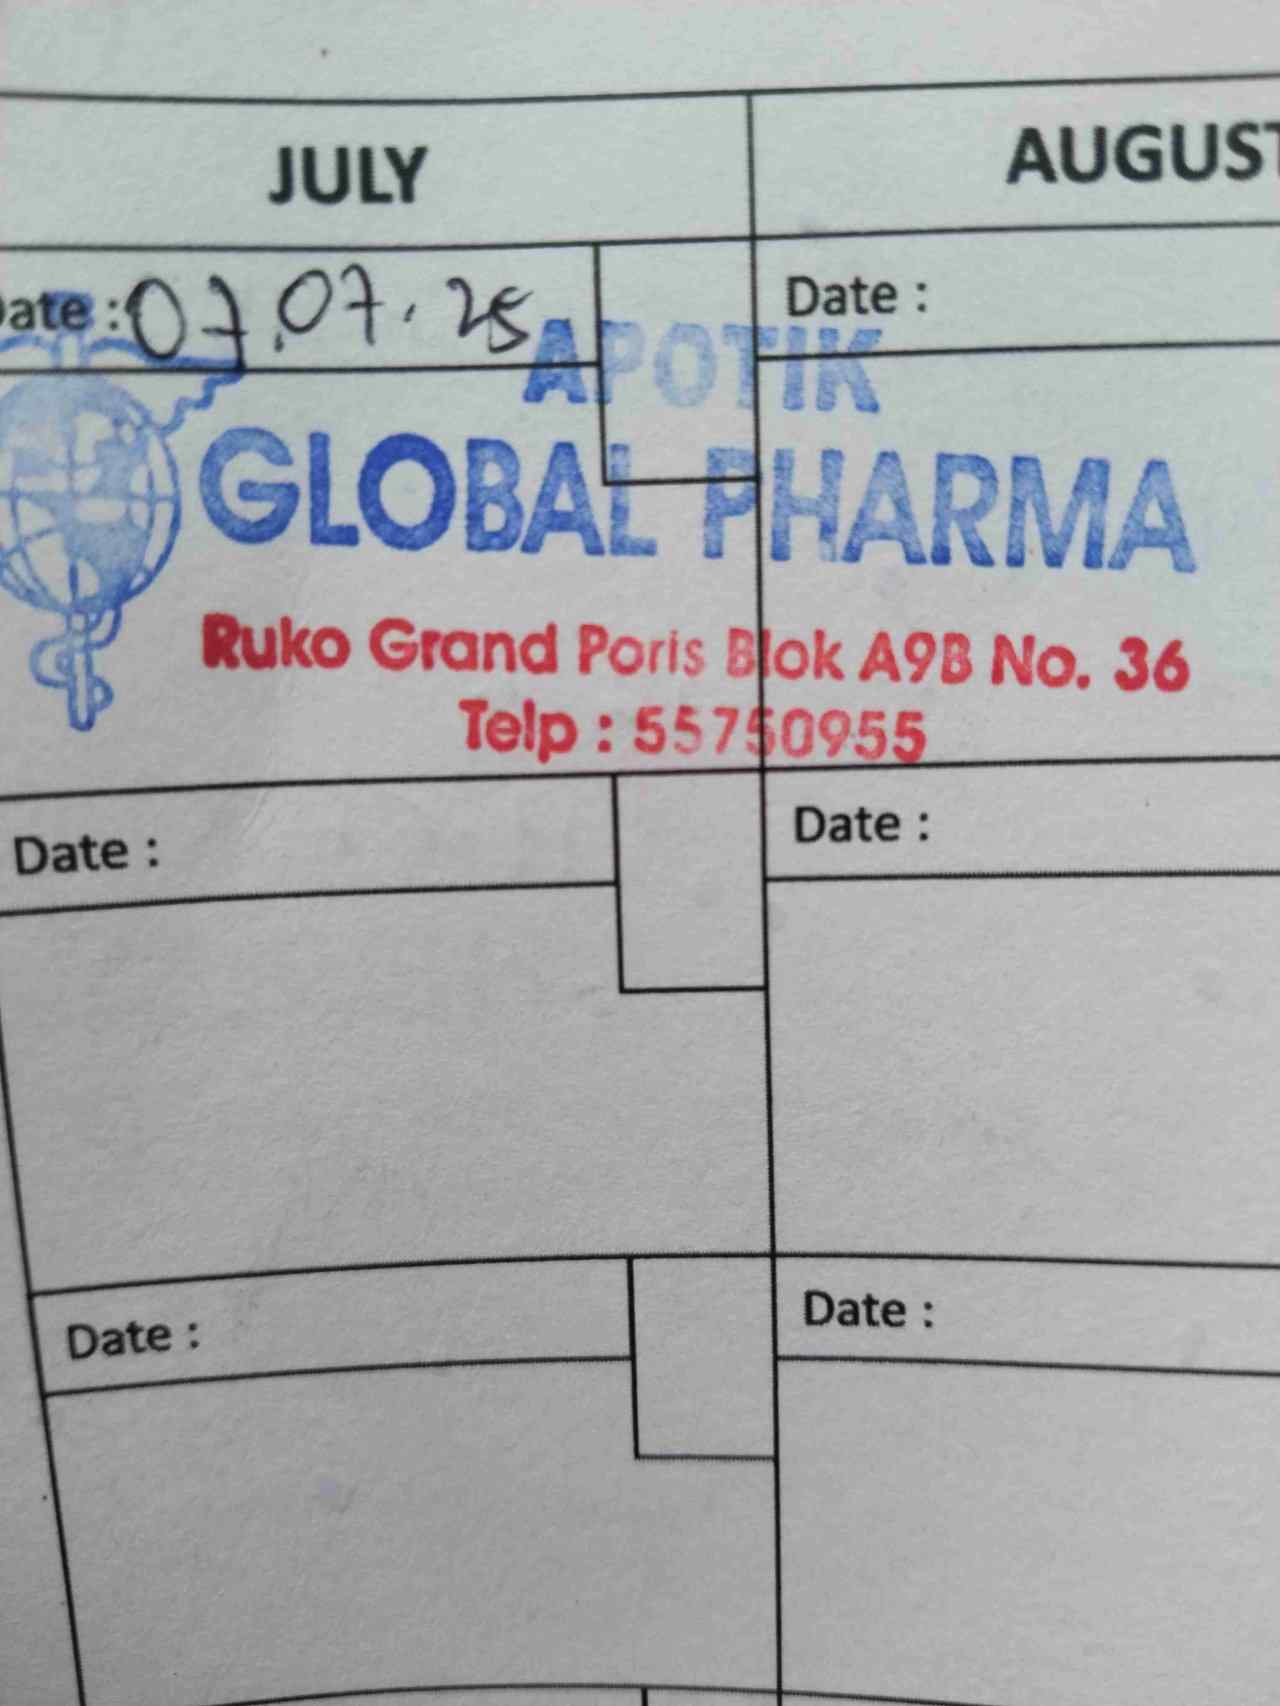 JULY
AUGUST
Date : 07.07.25
Date :
APOTIK
GLOBAL PHARMA
Ruko Grand Poris Blok A9B No. 36
Telp : 55750955
Date :
Date :
Date :
Date :